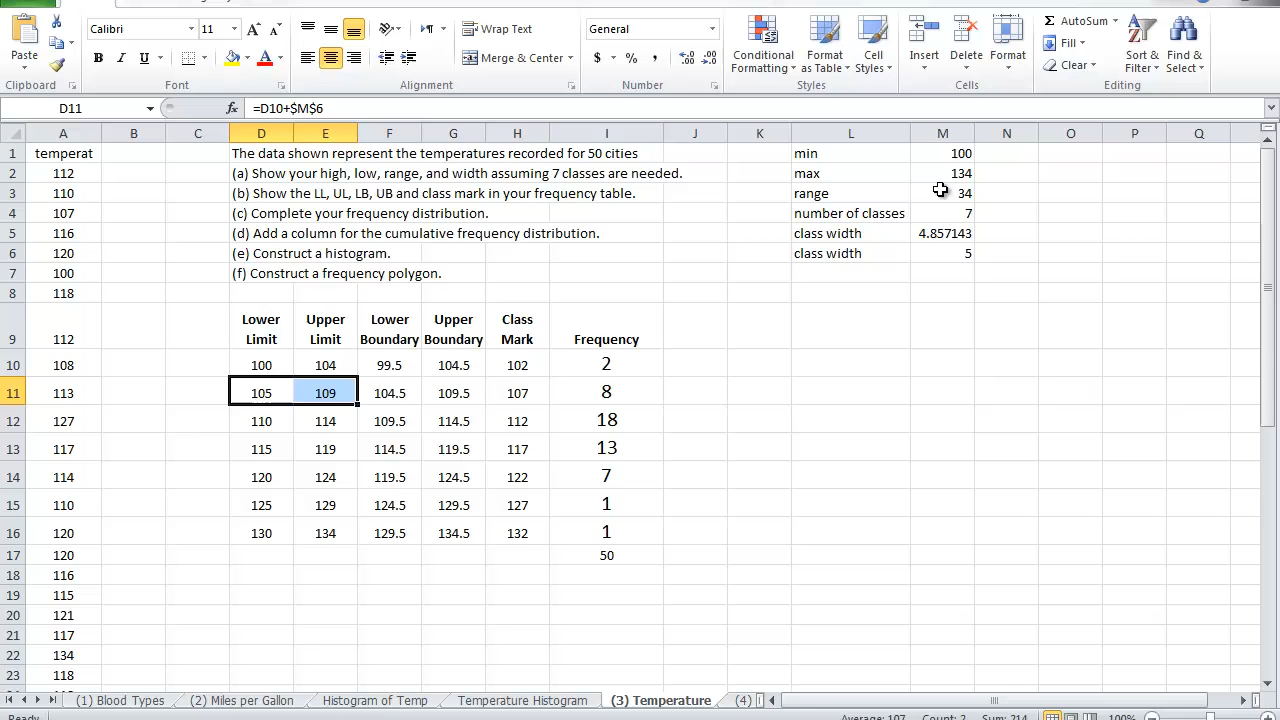 Calibri 11 Wrap Text General AutoSum
Paste Merge & Center Conditional Formatting Format as Table Cell Styles Insert Delete Format Fill Clear Sort & Filter Find & Select
Clipboard Font Alignment Number Styles Cells Editing
D11 fx =D10+$M$6
A B C D E F G H I J K L M N O P Q
1 temperat The data shown represent the temperatures recorded for 50 cities min 100
2 112 (a) Show your high, low, range, and width assuming 7 classes are needed. max 134
3 110 (b) Show the LL, UL, LB, UB and class mark in your frequency table. range 34
4 107 (c) Complete your frequency distribution. number of classes 7
5 116 (d) Add a column for the cumulative frequency distribution. class width 4.857143
6 120 (e) Construct a histogram. class width 5
7 100 (f) Construct a frequency polygon.
8 118
9 112 Lower Limit Upper Limit Lower Boundary Upper Boundary Class Mark Frequency
10 108 100 104 99.5 104.5 102 2
11 113 105 109 104.5 109.5 107 8
12 127 110 114 109.5 114.5 112 18
13 117 115 119 114.5 119.5 117 13
14 114 120 124 119.5 124.5 122 7
15 110 125 129 124.5 129.5 127 1
16 120 130 134 129.5 134.5 132 1
17 120 50
18 116
19 115
20 121
21 117
22 134
23 118
(1) Blood Types (2) Miles per Gallon Histogram of Temp Temperature Histogram (3) Temperature (4)
Ready Average: 107 Count: 2 Sum: 214 100%